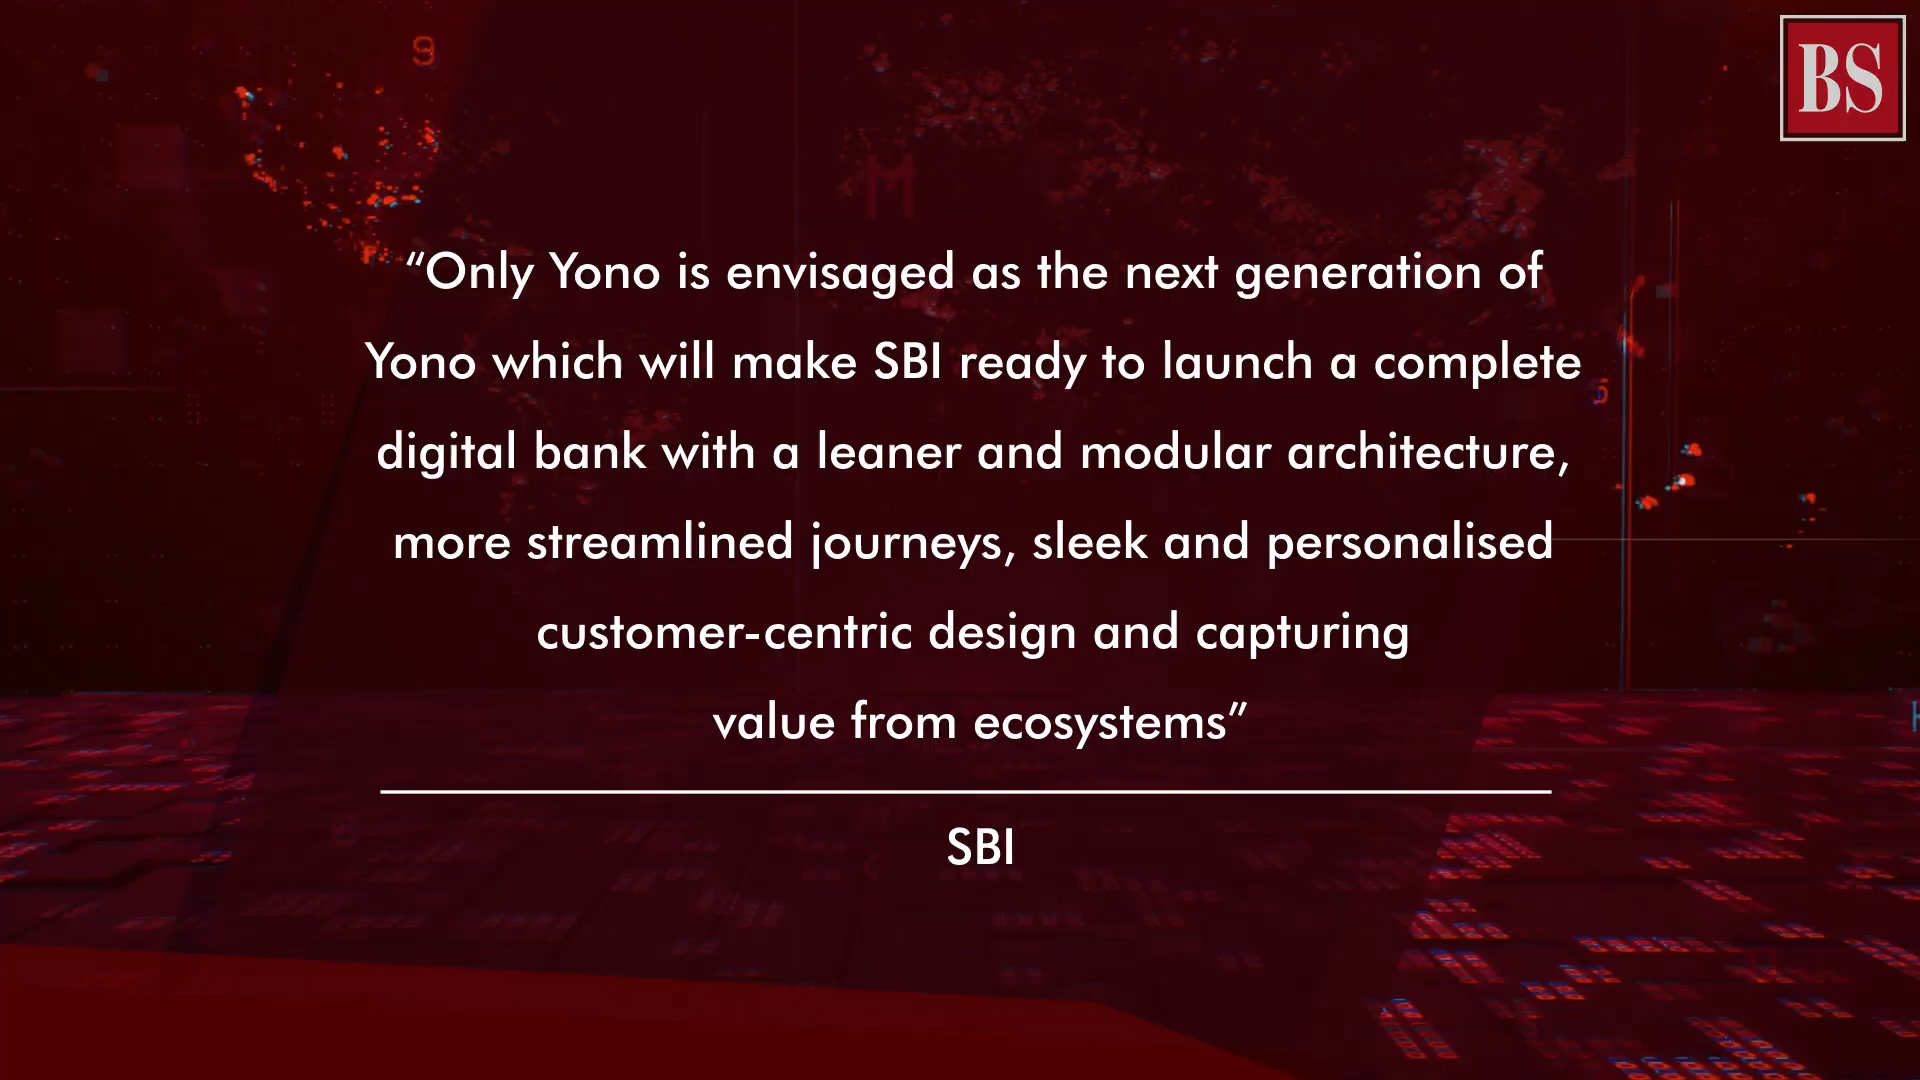 BS
“Only Yono is envisaged as the next generation of
Yono which will make SBI ready to launch a complete
digital bank with a leaner and modular architecture,
more streamlined journeys, sleek and personalised
customer-centric design and capturing
value from ecosystems”
SBI
9
M
5